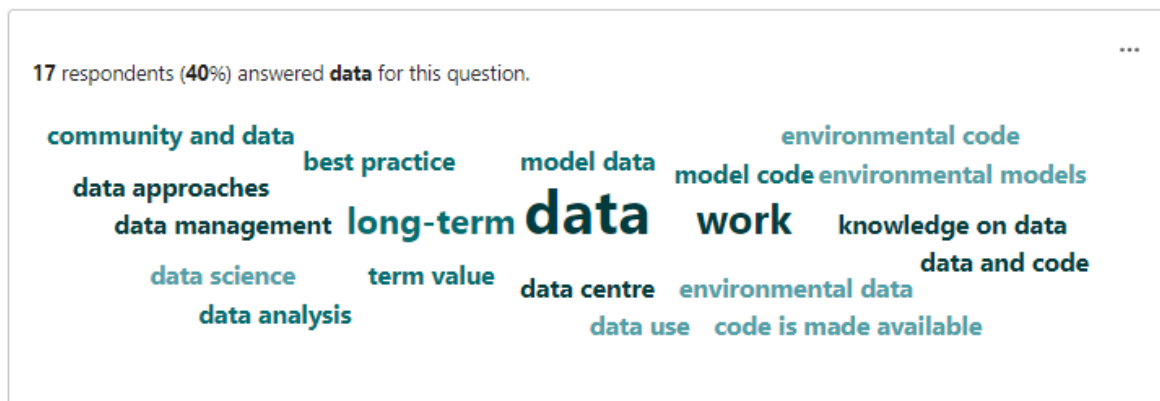 ...
17 respondents (40%) answered data for this question.
community and data
environmental code
best practice
model data
model code
environmental models
data approaches
data management
long-term
data
work
knowledge on data
data and code
data science
term value
data centre
environmental data
data analysis
data use
code is made available